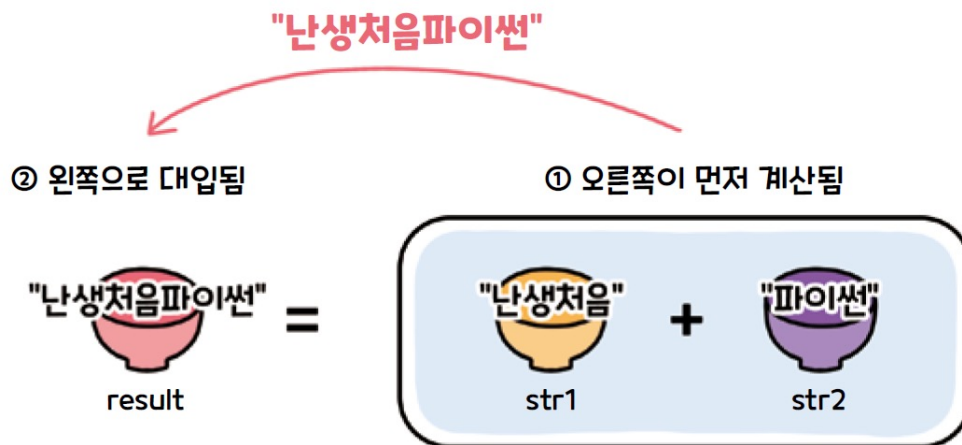 "난생처음파이썬"
② 왼쪽으로 대입됨
① 오른쪽이 먼저 계산됨
"난생처음파이썬" = "난생처음" + "파이썬"
result
str1
str2